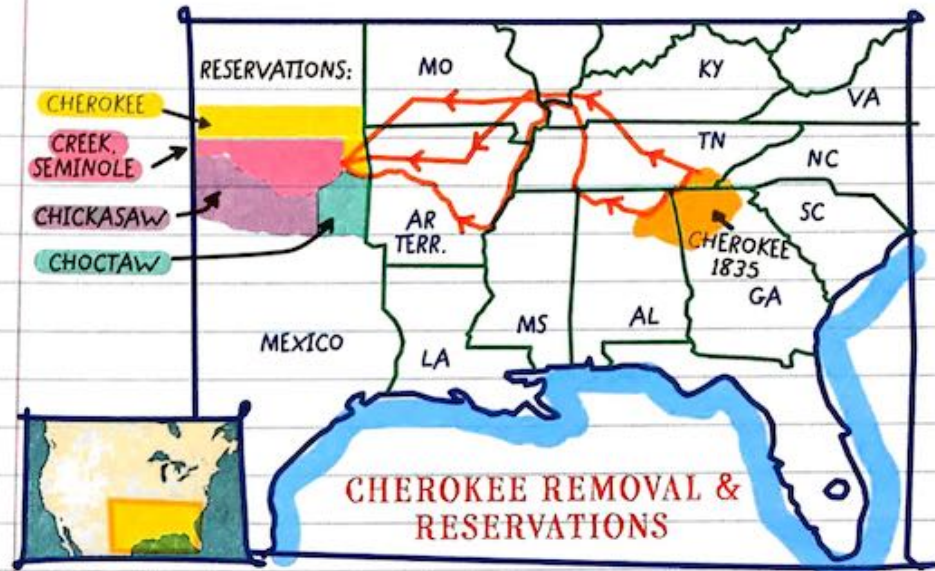 RESERVATIONS:
CHEROKEE
CREEK,
SEMINOLE
CHICKASAW
CHOCTAW
MO
KY
VA
TN
NC
AR
TERR.
SC
CHEROKEE
1835
GA
MS
AL
MEXICO
LA
CHEROKEE REMOVAL &
RESERVATIONS